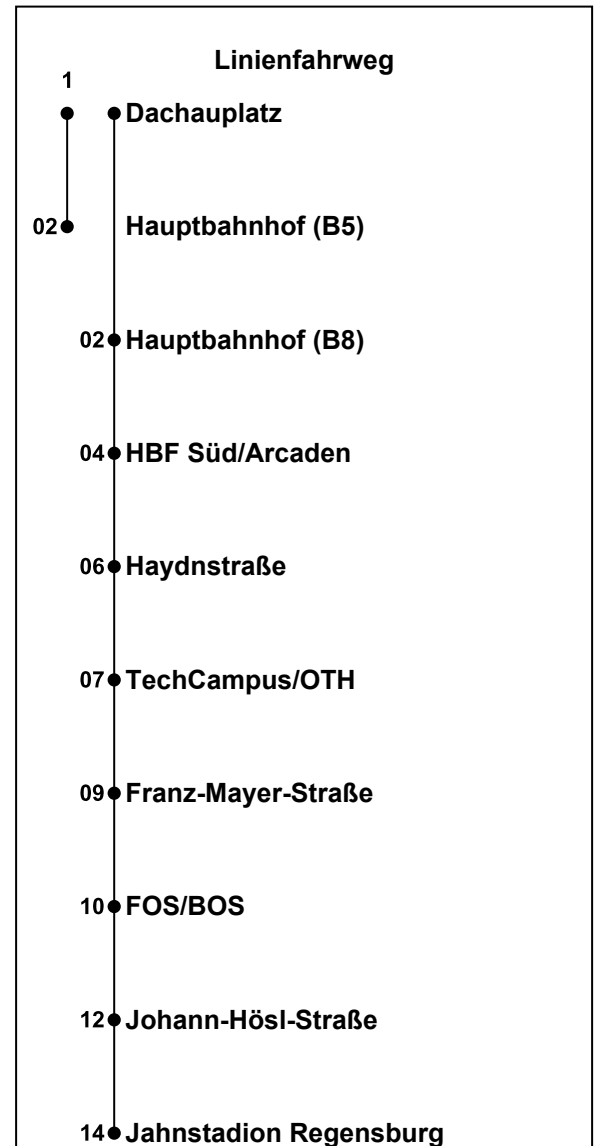 Linienfahrweg
1
Dachauplatz
02 Hauptbahnhof (B5)
02 Hauptbahnhof (B8)
04 HBF Süd/Arcaden
06 Haydnstraße
07 TechCampus/OTH
09 Franz-Mayer-Straße
10 FOS/BOS
12 Johann-Hösl-Straße
14 Jahnstadion Regensburg